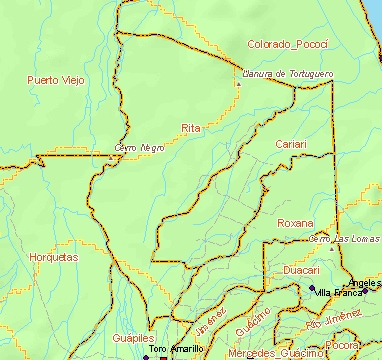 Colorado_Pococí
Llanura de Tortuguero
Puerto Viejo
Rita
Cerro Negro
Cariari
Roxana
Cerro Las Lomas
Horquetas
Duacarí
Angeles
Villa Franca
Jiménez
Guácimo
Río Jiménez
Guápiles
Pocora
Toro Amarillo
Mercedes_Guácimo